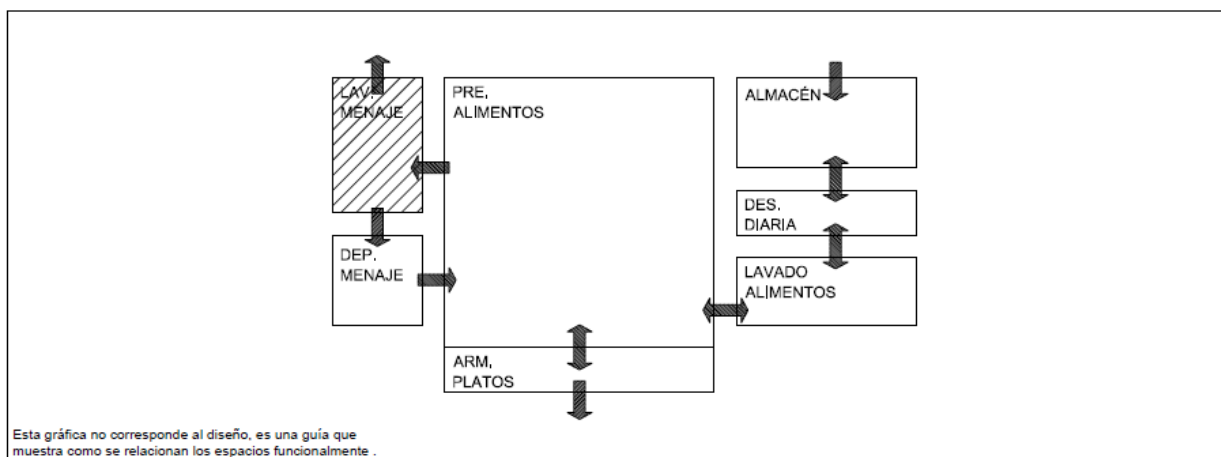 LAV.
MENAJE
PRE,
ALIMENTOS
ALMACÉN
DES.
DIARIA
DEP.
MENAJE
LAVADO
ALIMENTOS
ARM,
PLATOS
Esta gráfica no corresponde al diseño, es una guía que
muestra como se relacionan los espacios funcionalmente .